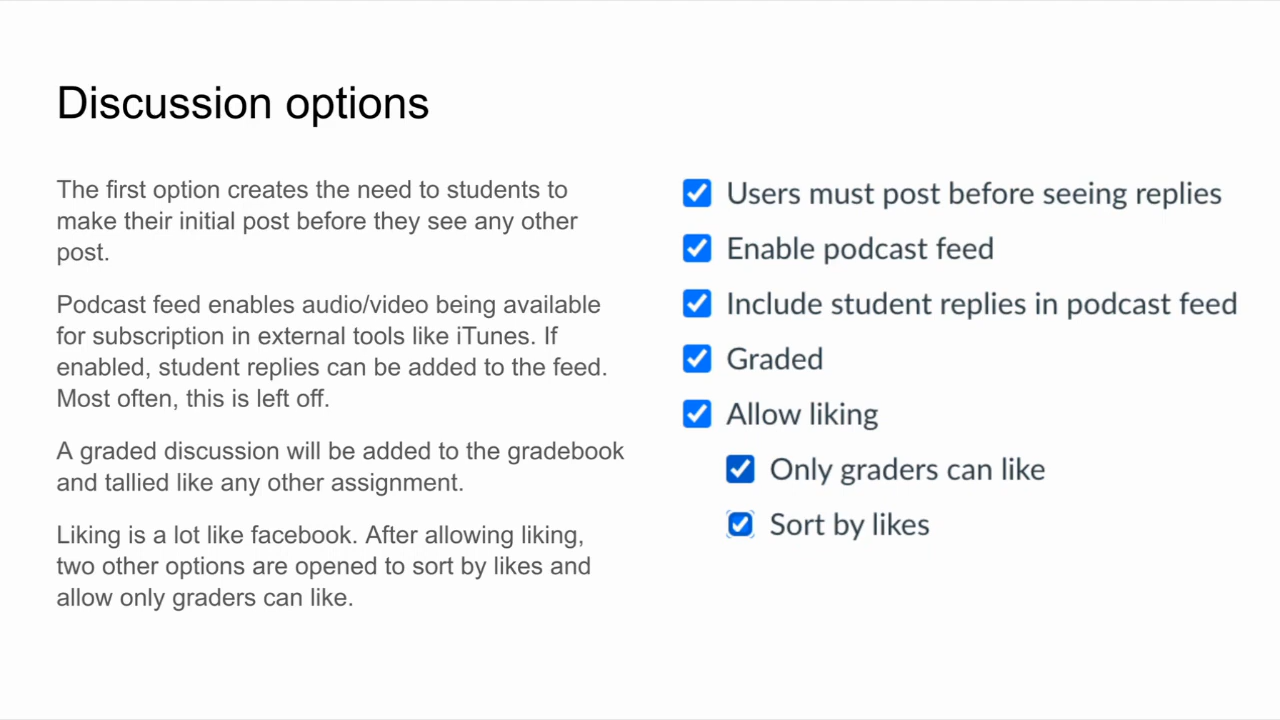 Discussion options
The first option creates the need to students to
make their initial post before they see any other
post.
Podcast feed enables audio/video being available
for subscription in external tools like iTunes. If
enabled, student replies can be added to the feed.
Most often, this is left off.
A graded discussion will be added to the gradebook
and tallied like any other assignment.
Liking is a lot like facebook. After allowing liking,
two other options are opened to sort by likes and
allow only graders can like.
Users must post before seeing replies
Enable podcast feed
Include student replies in podcast feed
Graded
Allow liking
Only graders can like
Sort by likes